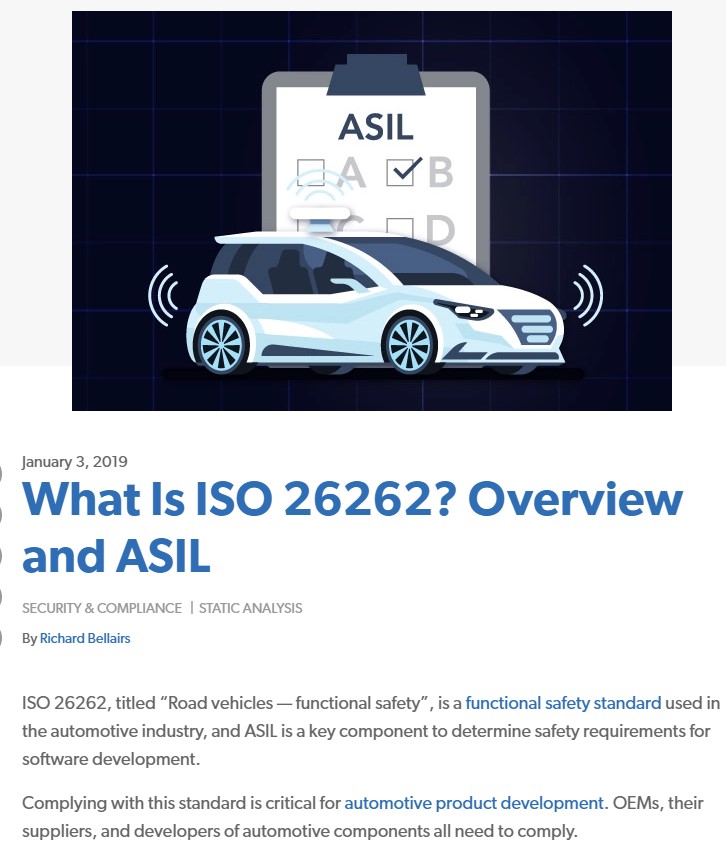 ASIL
A B
C D
January 3, 2019
What Is ISO 26262? Overview
and ASIL
SECURITY & COMPLIANCE | STATIC ANALYSIS
By Richard Bellairs
ISO 26262, titled “Road vehicles — functional safety”, is a functional safety standard used in
the automotive industry, and ASIL is a key component to determine safety requirements for
software development.
Complying with this standard is critical for automotive product development. OEMs, their
suppliers, and developers of automotive components all need to comply.